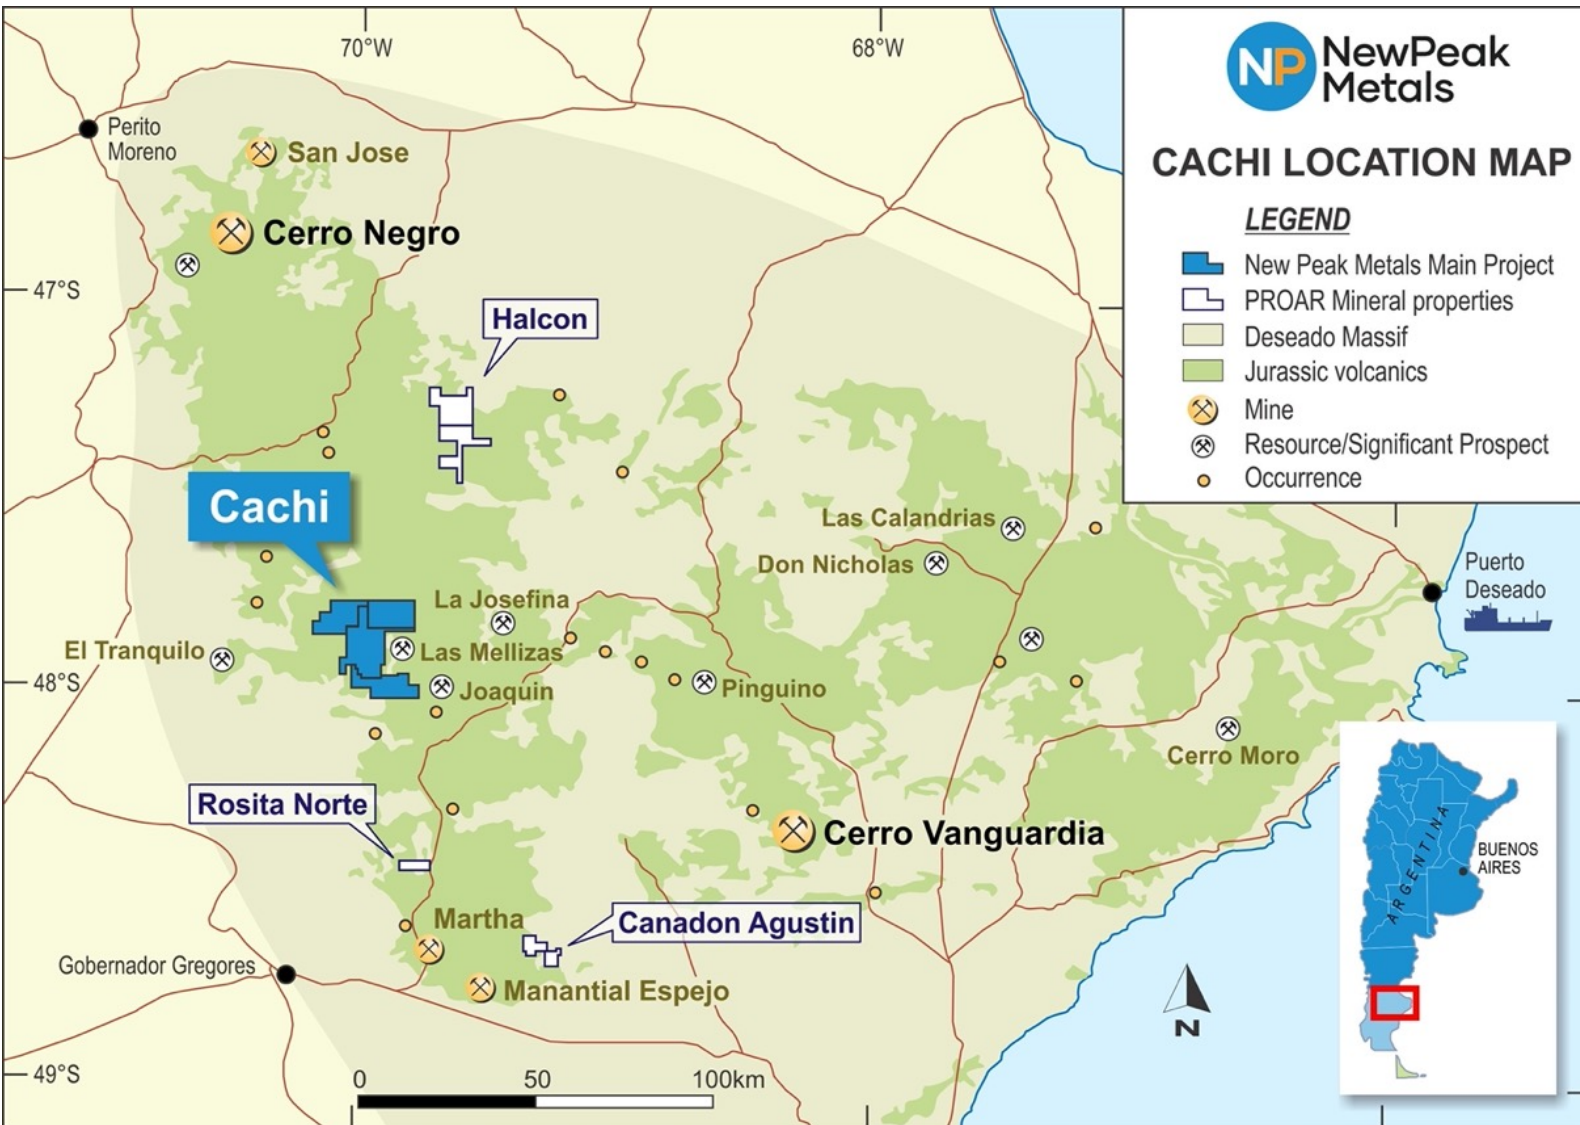 70°W
68°W
NP
NewPeak
Metals
CACHI LOCATION MAP
LEGEND
New Peak Metals Main Project
PROAR Mineral properties
Deseado Massif
Jurassic volcanics
Mine
Resource/Significant Prospect
Occurrence
Perito
Moreno
San Jose
Cerro Negro
47°S
Halcon
Cachi
Las Calandrias
Don Nicholas
Puerto
Deseado
La Josefina
El Tranquilo
Las Mellizas
48°S
Joaquin
Pinguino
Cerro Moro
Rosita Norte
Cerro Vanguardia
Martha
Canadon Agustin
Gobernador Gregores
Manantial Espejo
N
49°S
0 50 100km
ARGENTINA
BUENOS
AIRES